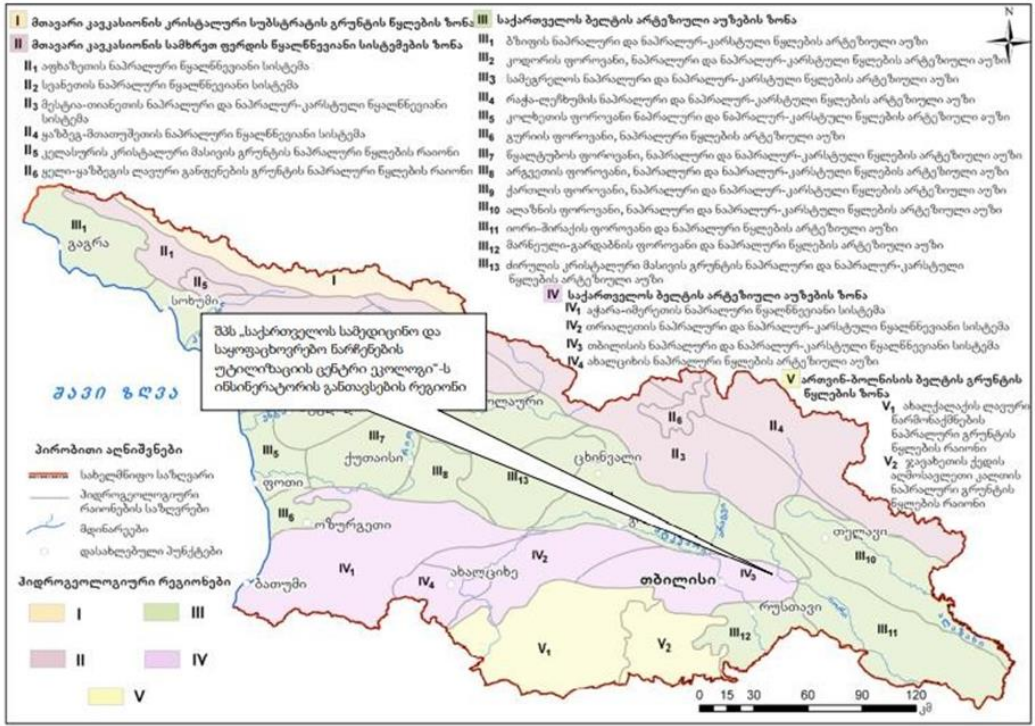 I მთავარი კავკასიონის კრისტალური სუბსტრატის გრუნტის წყლების ზონა
II მთავარი კავკასიონის სამხრეთ ფერდის წყალწნევიანი სისტემების ზონა
II1 აფხაზეთის ნაპრალური წყალწნევიანი სისტემა
II2 სვანეთის ნაპრალური წყალწნევიანი სისტემა
II3 მესტია-თიანეთის ნაპრალური და ნაპრალურ-კარსტული წყალწნევიანი
სისტემა
II4 ყაზბეგ-მთათუშეთის ნაპრალური წყალწნევიანი სისტემა
II5 კელასურის კრისტალური მასივის გრუნტის ნაპრალური წყლების რაიონი
II6 ყელი-ყაზბეგის ლავური განფენების გრუნტის ნაპრალური წყლების რაიონი
III საქართველოს ბელტის არტეზიული აუზების ზონა
III1 ბზიფის ნაპრალური და ნაპრალურ-კარსტული წყლების არტეზიული აუზი
III2 კოდორის ფოროვანი, ნაპრალური და ნაპრალურ-კარსტული წყლების არტეზიული აუზი
III3 სამეგრელოს ნაპრალური და ნაპრალურ-კარსტული წყლების არტეზიული აუზი
III4 რაჭა-ლეჩხუმის ნაპრალური და ნაპრალურ-კარსტული წყლების არტეზიული აუზი
III5 კოლხეთის ფოროვანი, ნაპრალური და ნაპრალურ-კარსტული წყლების არტეზიული აუზი
III6 გურიის ფოროვანი, ნაპრალური წყლების არტეზიული აუზი
III7 წყალტუბოს ფოროვანი, ნაპრალური და ნაპრალურ-კარსტული წყლების არტეზიული აუზი
III8 არგვეთის ფოროვანი, ნაპრალური და ნაპრალურ-კარსტული წყლების არტეზიული აუზი
III9 ქართლის ფოროვანი, ნაპრალური და ნაპრალურ-კარსტული წყლების არტეზიული აუზი
III10 ალაზნის ფოროვანი, ნაპრალური და ნაპრალურ-კარსტული წყლების არტეზიული აუზი
III11 იორი-შირაქის ფოროვანი და ნაპრალური წყლების არტეზიული აუზი
III12 მარნეული-გარდაბნის ფოროვანი და ნაპრალური წყლების არტეზიული აუზი
III13 ძირულის კრისტალური მასივის გრუნტის ნაპრალური და ნაპრალურ-კარსტული
წყლების არტეზიული აუზი
IV საქართველოს ბელტის არტეზიული აუზების ზონა
IV1 აჭარა-იმერეთის ნაპრალური წყალწნევიანი სისტემა
IV2 თრიალეთის ნაპრალური და ნაპრალურ-კარსტული წყალწნევიანი სისტემა
IV3 თბილისის ნაპრალური და ნაპრალურ-კარსტული წყალწნევიანი სისტემა
IV4 ახალციხის ნაპრალური წყლების არტეზიული აუზი
V ართვინ-ბოლნისის ბელტის გრუნტის
წყლების ზონა
V1 ახალქალაქის ლავური
წარმონაქმნების
ნაპრალური გრუნტის
წყლების რაიონი
V2 ჯავახეთის ქედის
აღმოსავლეთი კალთის
ნაპრალური გრუნტის
წყლების რაიონი
N
III1
გაგრა
II1
I
II5
სოხუმი
შპს „საქართველოს სამედიცინო და
საყოფაცხოვრებო ნარჩენების
უტილიზაციის ცენტრი ეკოლოგი“-ს
ინსინერატორის განთავსების რეგიონი
შავი ზღვა
II6
II4
II3
III7
III5
ქუთაისი
ცხინვალი
III8
III13
ფოთი
III6
ოზურგეთი
თელავი
III10
IV1
IV2
IV4
ახალციხე
თბილისი
IV3
ბათუმი
რუსთავი
იორი
ალაზანი
III12
III11
V1
V2
პირობითი აღნიშვნები
სახელმწიფო საზღვარი
ჰიდროგეოლოგიური
რაიონების საზღვრები
მდინარეები
დასახლებული პუნქტები
ჰიდროგეოლოგიური რეგიონები
I
III
II
IV
V
0 15 30 60 90 120
კმ